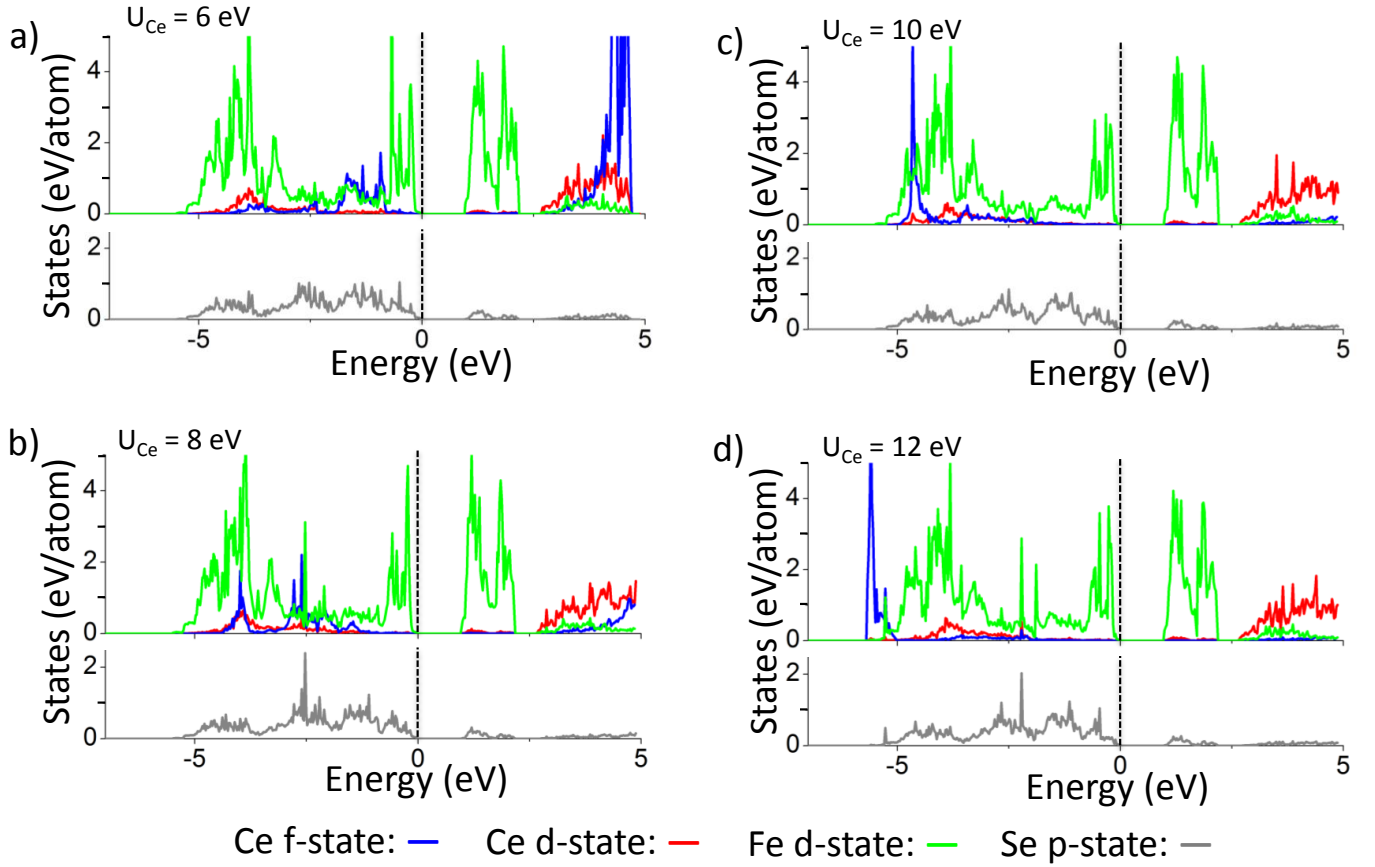 a)
U_Ce = 6 eV
States (eV/atom)
4
2
0
2
0
-5
0
5
Energy (eV)
b)
U_Ce = 8 eV
States (eV/atom)
4
2
0
2
0
-5
0
5
Energy (eV)
c)
U_Ce = 10 eV
States (eV/atom)
4
2
0
2
0
-5
0
5
Energy (eV)
d)
U_Ce = 12 eV
States (eV/atom)
4
2
0
2
0
-5
0
5
Energy (eV)
Ce f-state: Ce d-state: Fe d-state: Se p-state: